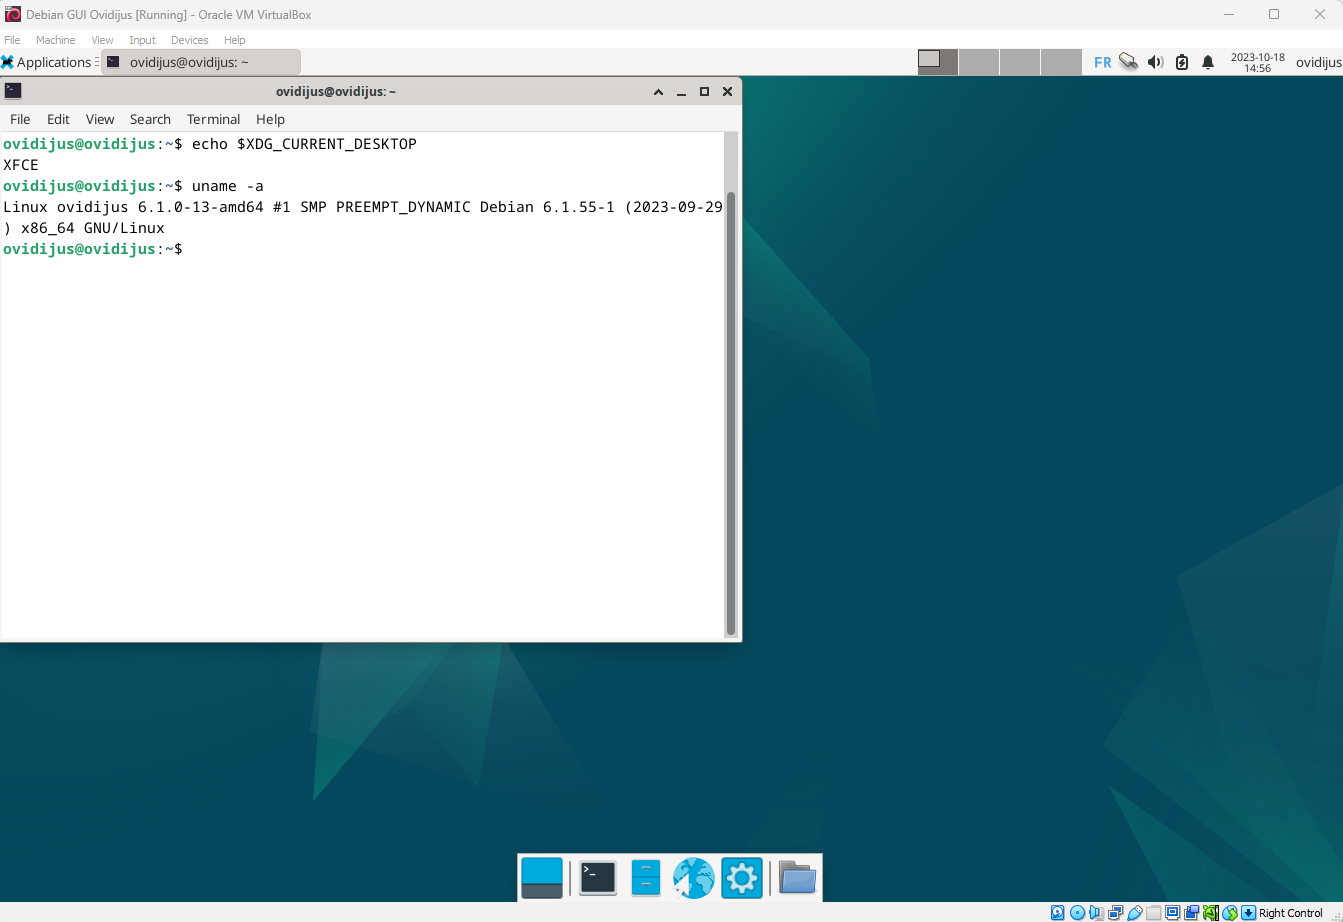 Debian GUI Ovidijus [Running] - Oracle VM VirtualBox
File Machine View Input Devices Help
Applications ovidijus@ovidijus: ~ FR 2023-10-18 ovidijus
14:56
ovidijus@ovidijus: ~
File Edit View Search Terminal Help
ovidijus@ovidijus:~$ echo $XDG_CURRENT_DESKTOP
XFCE
ovidijus@ovidijus:~$ uname -a
Linux ovidijus 6.1.0-13-amd64 #1 SMP PREEMPT_DYNAMIC Debian 6.1.55-1 (2023-09-29
) x86_64 GNU/Linux
ovidijus@ovidijus:~$
Right Control